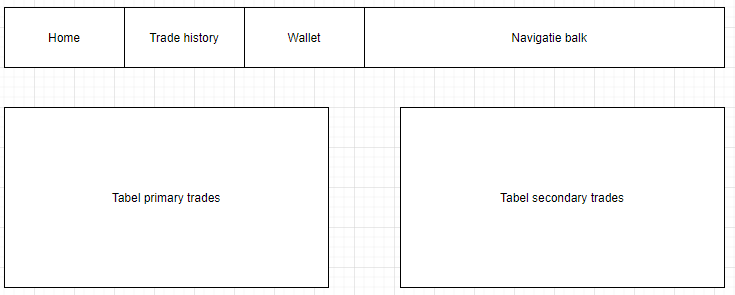 Home
Trade history
Wallet
Navigatie balk
Tabel primary trades
Tabel secondary trades